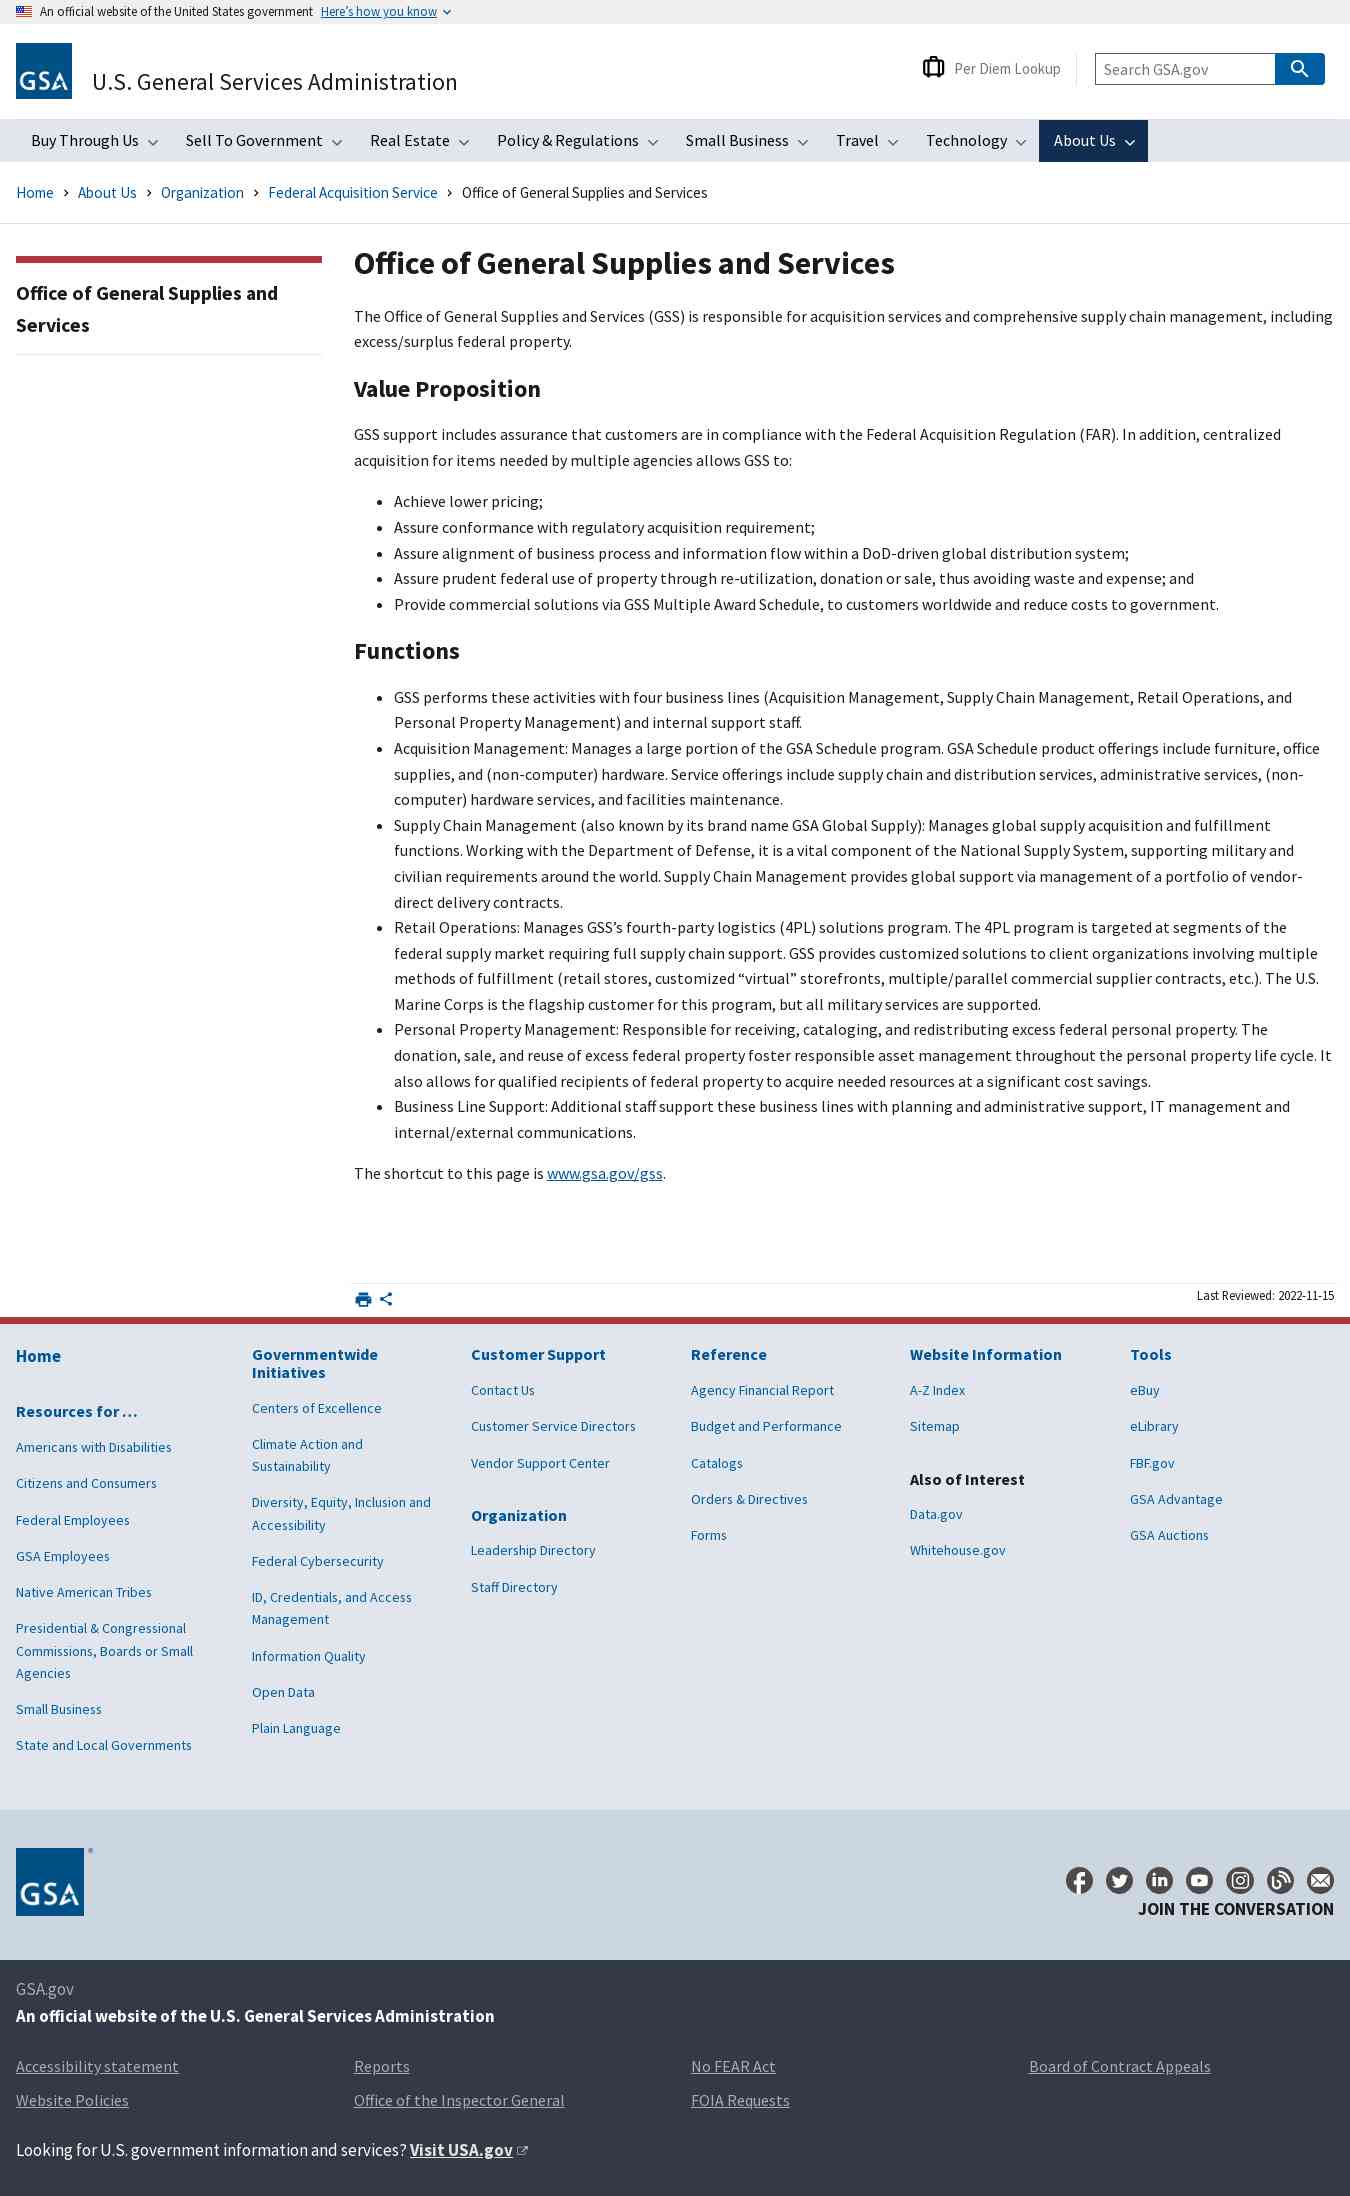 An official website of the United States government Here's how you know
GSA
U.S. General Services Administration
Per Diem Lookup
Search GSA.gov
Buy Through Us Sell To Government Real Estate Policy & Regulations Small Business Travel Technology About Us
Home About Us Organization Federal Acquisition Service Office of General Supplies and Services
Office of General Supplies and
Services
Office of General Supplies and Services
The Office of General Supplies and Services (GSS) is responsible for acquisition services and comprehensive supply chain management, including
excess/surplus federal property.
Value Proposition
GSS support includes assurance that customers are in compliance with the Federal Acquisition Regulation (FAR). In addition, centralized
acquisition for items needed by multiple agencies allows GSS to:
• Achieve lower pricing;
• Assure conformance with regulatory acquisition requirement;
• Assure alignment of business process and information flow within a DoD-driven global distribution system;
• Assure prudent federal use of property through re-utilization, donation or sale, thus avoiding waste and expense; and
• Provide commercial solutions via GSS Multiple Award Schedule, to customers worldwide and reduce costs to government.
Functions
• GSS performs these activities with four business lines (Acquisition Management, Supply Chain Management, Retail Operations, and
Personal Property Management) and internal support staff.
• Acquisition Management: Manages a large portion of the GSA Schedule program. GSA Schedule product offerings include furniture, office
supplies, and (non-computer) hardware. Service offerings include supply chain and distribution services, administrative services, (non-
computer) hardware services, and facilities maintenance.
• Supply Chain Management (also known by its brand name GSA Global Supply): Manages global supply acquisition and fulfillment
functions. Working with the Department of Defense, it is a vital component of the National Supply System, supporting military and
civilian requirements around the world. Supply Chain Management provides global support via management of a portfolio of vendor-
direct delivery contracts.
• Retail Operations: Manages GSS’s fourth-party logistics (4PL) solutions program. The 4PL program is targeted at segments of the
federal supply market requiring full supply chain support. GSS provides customized solutions to client organizations involving multiple
methods of fulfillment (retail stores, customized “virtual” storefronts, multiple/parallel commercial supplier contracts, etc.). The U.S.
Marine Corps is the flagship customer for this program, but all military services are supported.
• Personal Property Management: Responsible for receiving, cataloging, and redistributing excess federal personal property. The
donation, sale, and reuse of excess federal property foster responsible asset management throughout the personal property life cycle. It
also allows for qualified recipients of federal property to acquire needed resources at a significant cost savings.
• Business Line Support: Additional staff support these business lines with planning and administrative support, IT management and
internal/external communications.
The shortcut to this page is www.gsa.gov/gss.
Last Reviewed: 2022-11-15
Home
Resources for …
Americans with Disabilities
Citizens and Consumers
Federal Employees
GSA Employees
Native American Tribes
Presidential & Congressional
Commissions, Boards or Small
Agencies
Small Business
State and Local Governments
Governmentwide
Initiatives
Centers of Excellence
Climate Action and
Sustainability
Diversity, Equity, Inclusion and
Accessibility
Federal Cybersecurity
ID, Credentials, and Access
Management
Information Quality
Open Data
Plain Language
Customer Support
Contact Us
Customer Service Directors
Vendor Support Center
Organization
Leadership Directory
Staff Directory
Reference
Agency Financial Report
Budget and Performance
Catalogs
Orders & Directives
Forms
Website Information
A-Z Index
Sitemap
Also of Interest
Data.gov
Whitehouse.gov
Tools
eBuy
eLibrary
FBF.gov
GSA Advantage
GSA Auctions
GSA®
JOIN THE CONVERSATION
GSA.gov
An official website of the U.S. General Services Administration
Accessibility statement Reports No FEAR Act Board of Contract Appeals
Website Policies Office of the Inspector General FOIA Requests
Looking for U.S. government information and services? Visit USA.gov